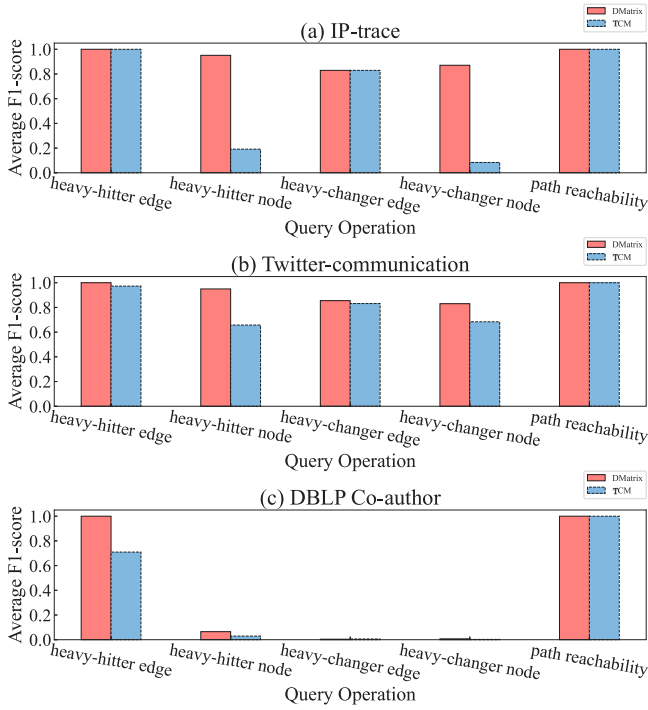 DMatrix
TCM
(a) IP-trace
Average F1-score
1.0
0.8
0.6
0.4
0.2
0.0
heavy-hitter edge
heavy-hitter node
heavy-changer edge
heavy-changer node
path reachability
Query Operation
DMatrix
TCM
(b) Twitter-communication
Average F1-score
1.0
0.8
0.6
0.4
0.2
0.0
heavy-hitter edge
heavy-hitter node
heavy-changer edge
heavy-changer node
path reachability
Query Operation
DMatrix
TCM
(c) DBLP Co-author
Average F1-score
1.0
0.8
0.6
0.4
0.2
0.0
heavy-hitter edge
heavy-hitter node
heavy-changer edge
heavy-changer node
path reachability
Query Operation